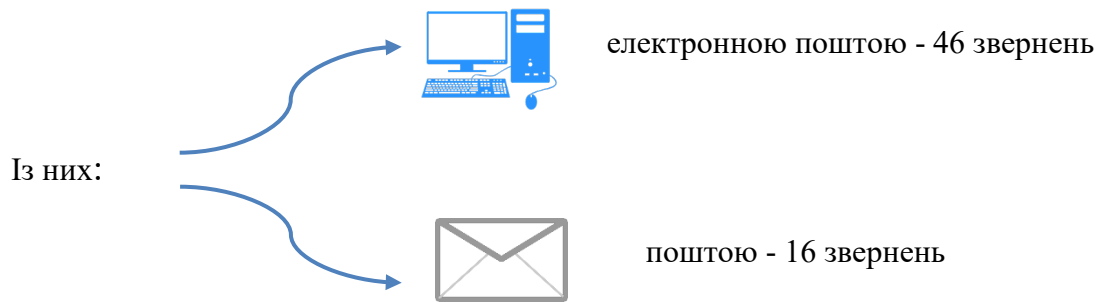 електронною поштою - 46 звернень
Із них:
поштою - 16 звернень